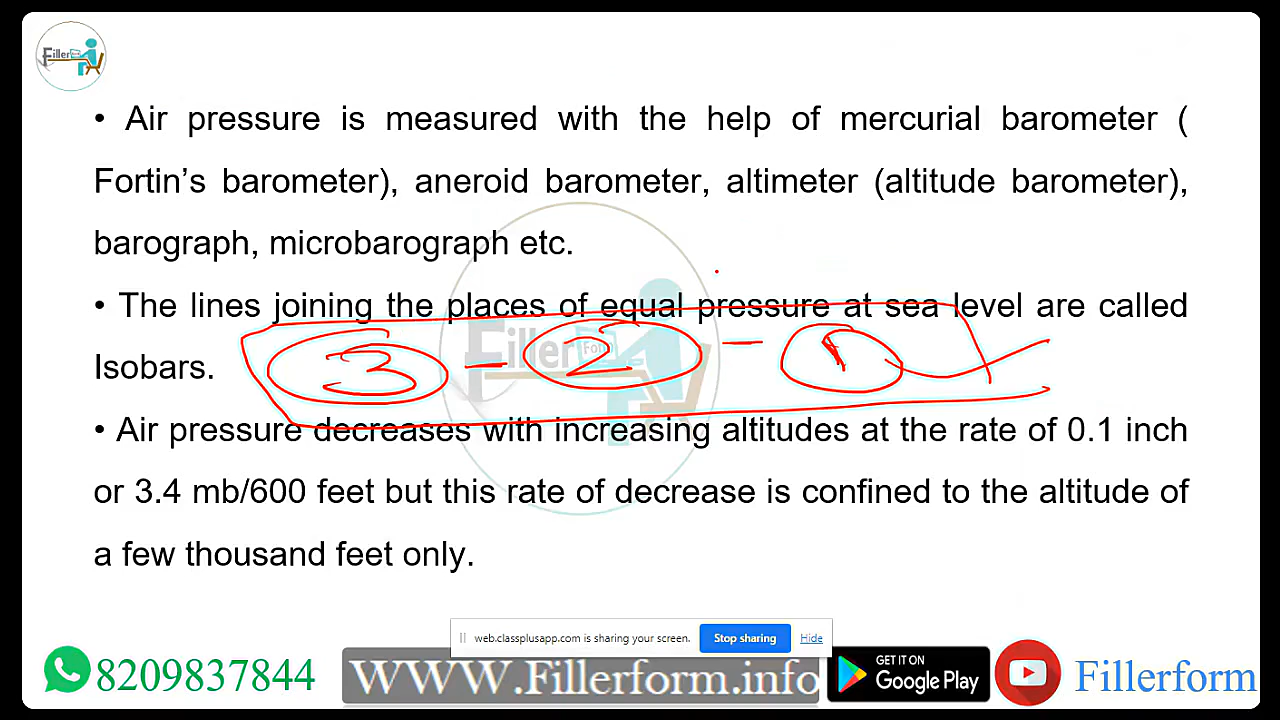 Filler
• Air pressure is measured with the help of mercurial barometer (
Fortin’s barometer), aneroid barometer, altimeter (altitude barometer),
barograph, microbarograph etc.
• The lines joining the places of equal pressure at sea level are called
Isobars.
3 - 2 - 1
Filler Form
• Air pressure decreases with increasing altitudes at the rate of 0.1 inch
or 3.4 mb/600 feet but this rate of decrease is confined to the altitude of
a few thousand feet only.
web.classplusapp.com is sharing your screen. Stop sharing Hide
8209837844 WWW.Fillerform.info GET IT ON Google Play Fillerform